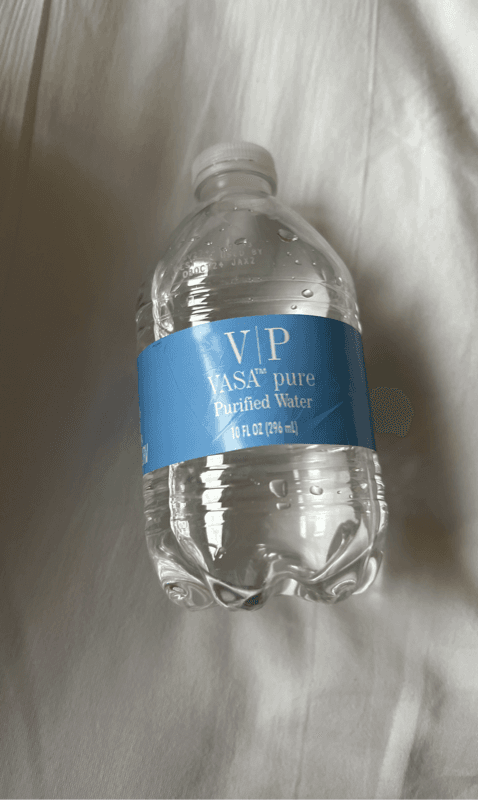 V|P
VASA™ pure
Purified Water
10 FL OZ (296 mL)